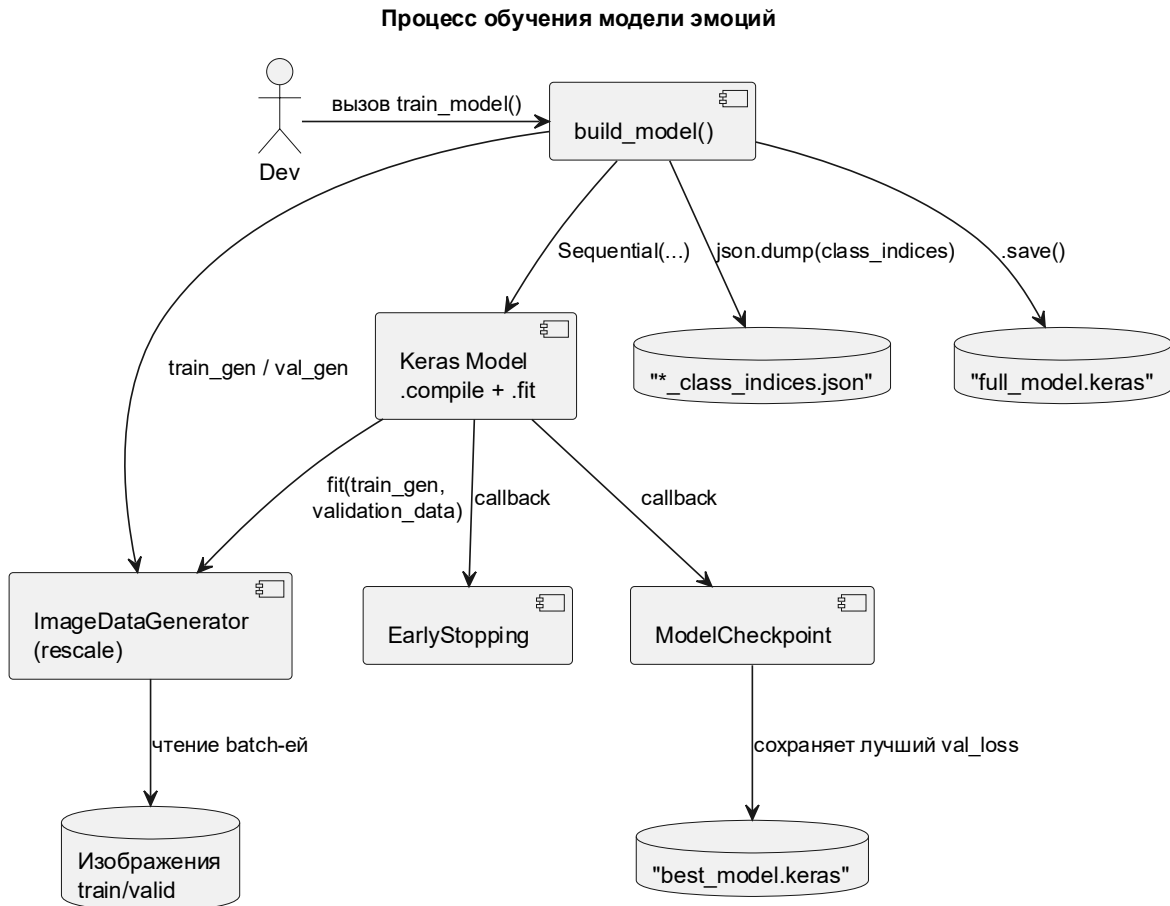 Процесс обучения модели эмоций
вызов train_model()
build_model()
Dev
Sequential(...)
json.dump(class_indices)
.save()
train_gen / val_gen
Keras Model
.compile + .fit
"*_class_indices.json"
"full_model.keras"
fit(train_gen,
validation_data)
callback
callback
ImageDataGenerator
(rescale)
EarlyStopping
ModelCheckpoint
чтение batch-ей
сохраняет лучший val_loss
Изображения
train/valid
"best_model.keras"